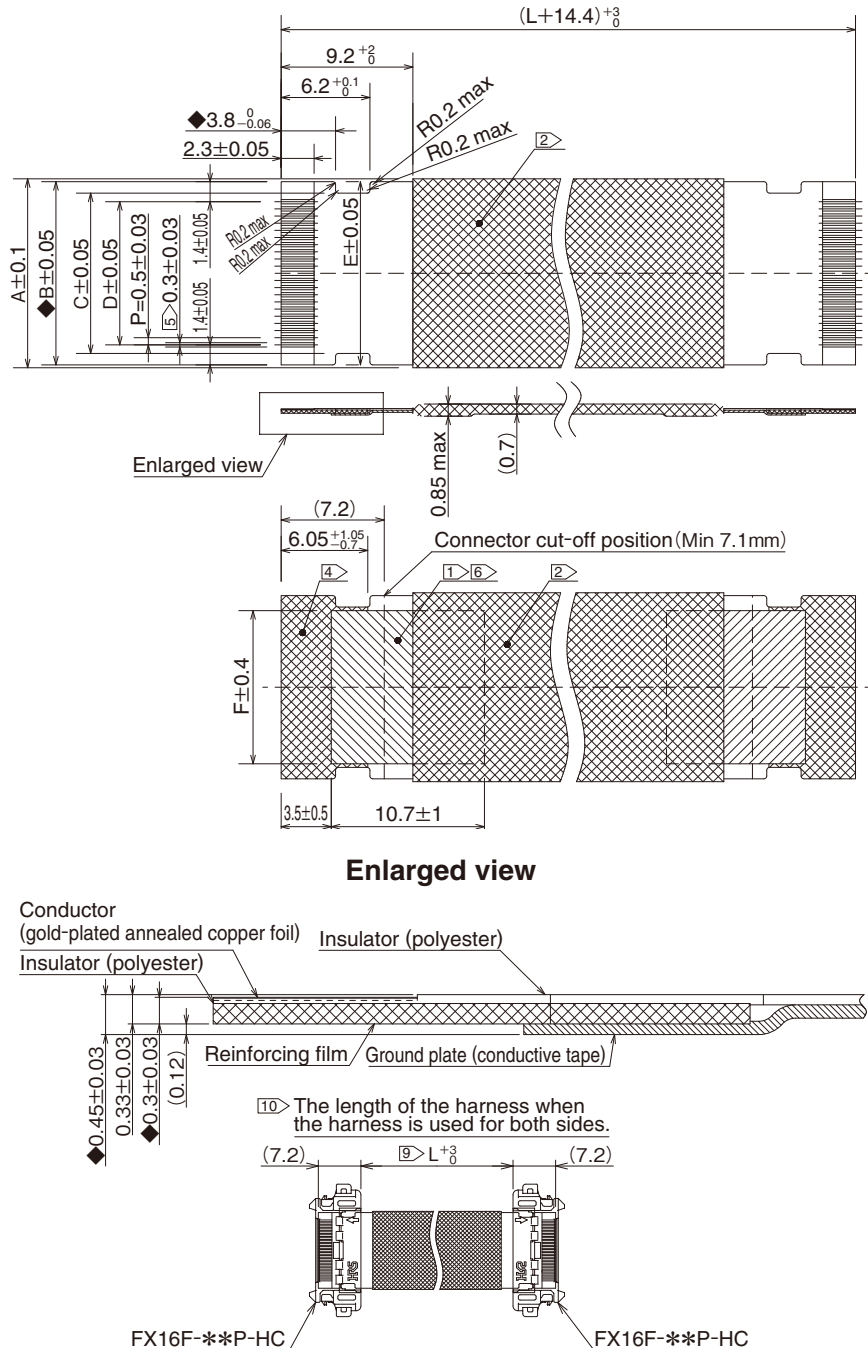 (L+14.4) +3 0
9.2 +2 0
6.2 +0.1 0
◆3.8 0 -0.06
2.3±0.05
R0.2 max
R0.2 max
2
A±0.1
◆B±0.05
C±0.05
D±0.05
P=0.5±0.03
5 0.3±0.03
1.4±0.05
1.4±0.05
R0.2 max
R0.2 max
E±0.05
Enlarged view
0.85 max
(0.7)
(7.2)
6.05 +1.05 -0.7
Connector cut-off position (Min 7.1mm)
4
1 6
2
F±0.4
3.5±0.5
10.7±1
Enlarged view
Conductor
(gold-plated annealed copper foil)
Insulator (polyester)
Insulator (polyester)
Reinforcing film
Ground plate (conductive tape)
◆0.45±0.03
0.33±0.03
◆0.3±0.03
(0.12)
10 The length of the harness when
the harness is used for both sides.
(7.2)
9 L +3 0
(7.2)
HRS
HRS
FX16F-**P-HC
FX16F-**P-HC